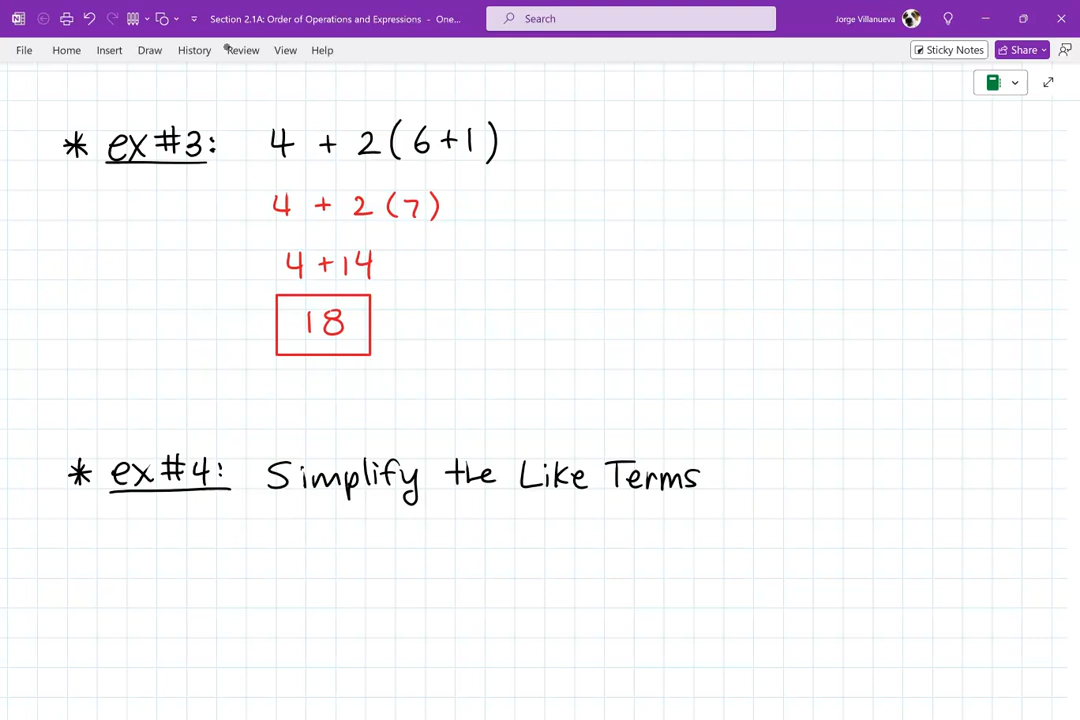 Section 2.1A: Order of Operations and Expressions - One...
Search
Jorge Villanueva
File Home Insert Draw History Review View Help
Sticky Notes
Share
* ex#3: 4 + 2(6+1)
4 + 2(7)
4 + 14
18
* ex#4: Simplify the Like Terms